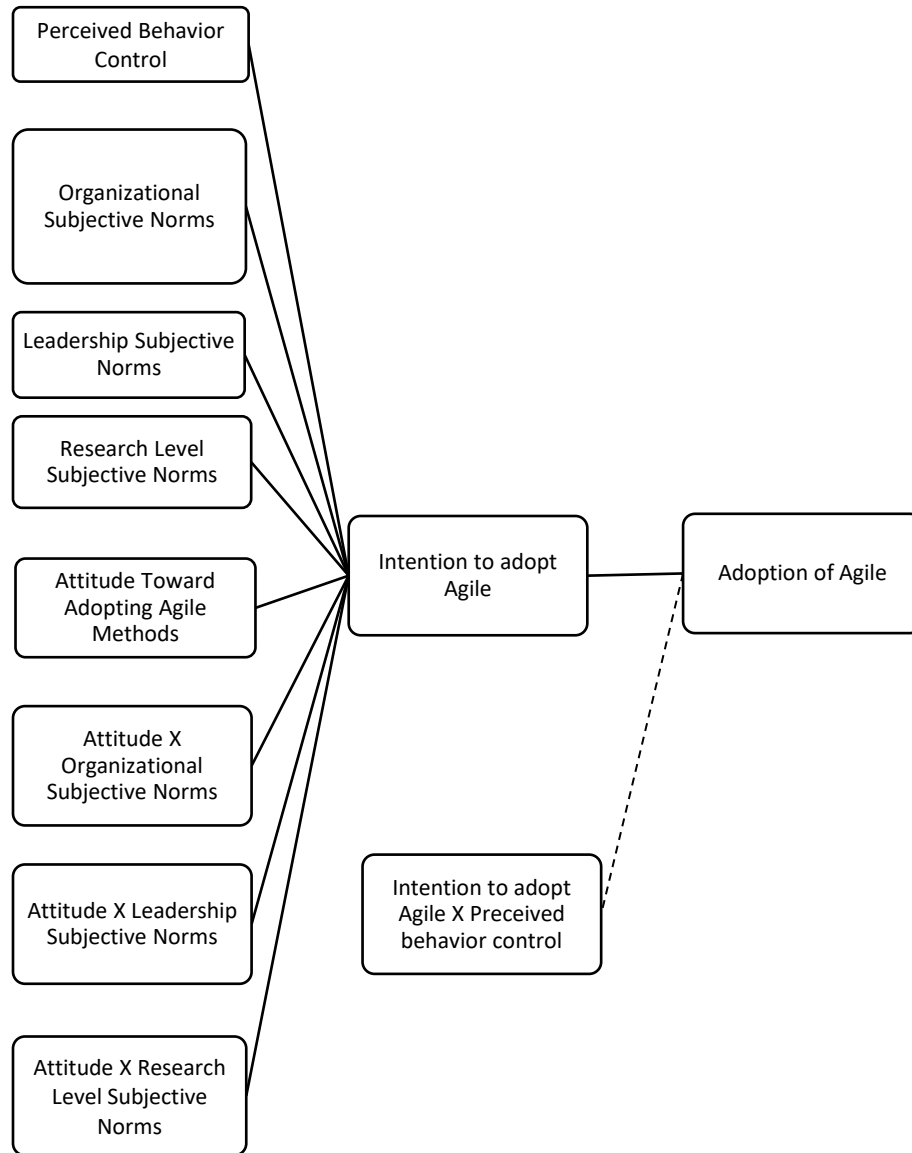 Perceived Behavior
Control
Organizational
Subjective Norms
Leadership Subjective
Norms
Research Level
Subjective Norms
Attitude Toward
Adopting Agile
Methods
Attitude X
Organizational
Subjective Norms
Attitude X Leadership
Subjective Norms
Attitude X Research
Level Subjective
Norms
Intention to adopt
Agile
Intention to adopt
Agile X Preceived
behavior control
Adoption of Agile